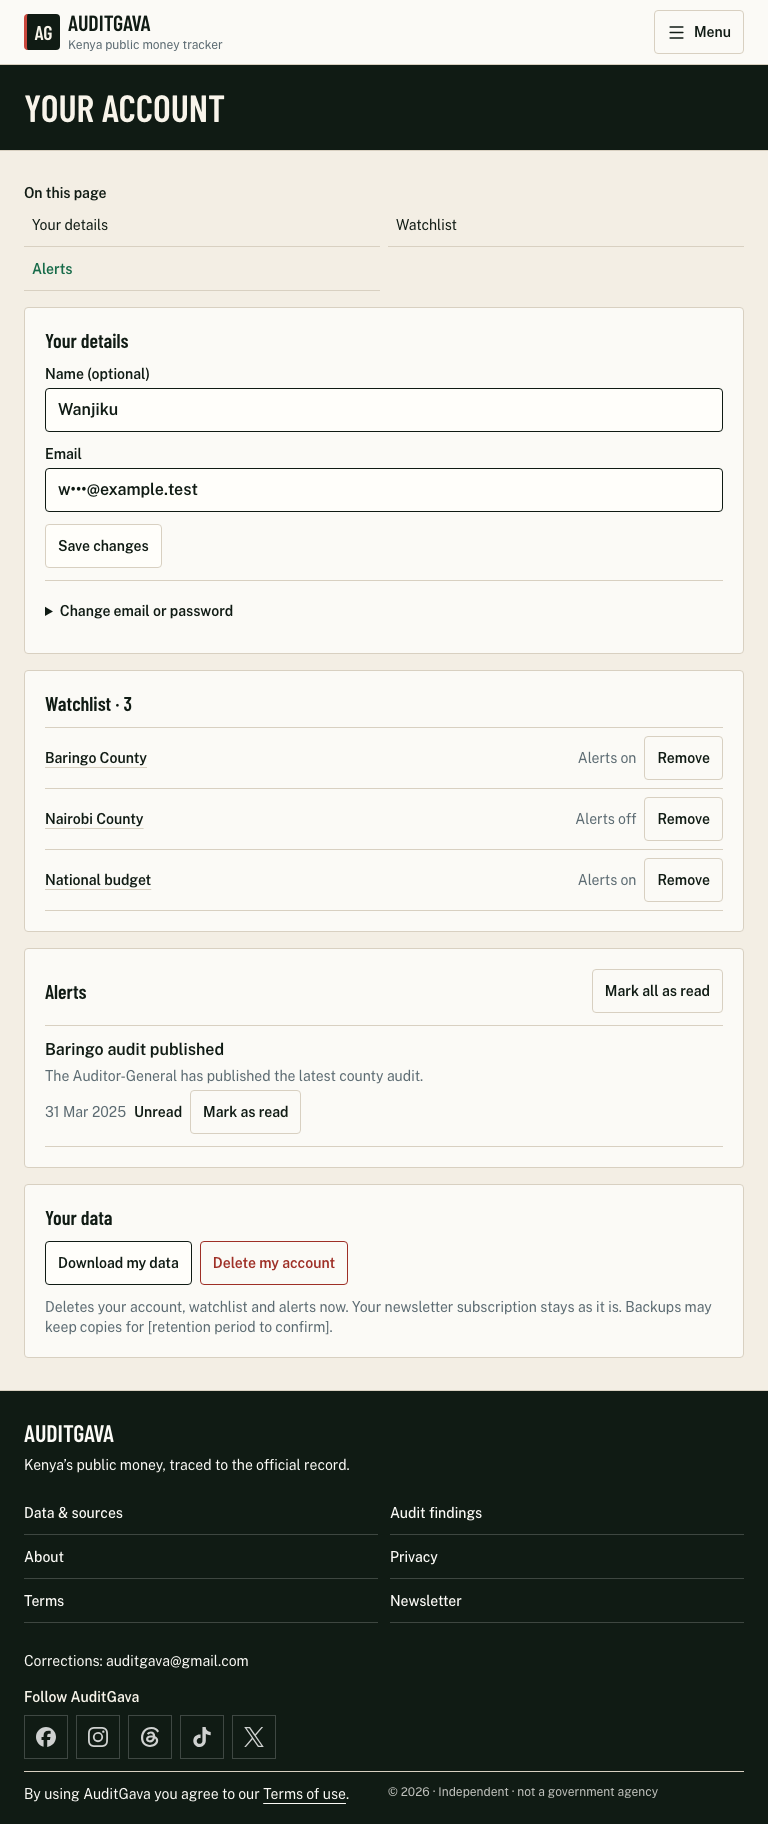 AG
AUDITGAVA
Kenya public money tracker
Menu
YOUR ACCOUNT
On this page
Your details
Watchlist
Alerts
Your details
Name (optional)
Wanjiku
Email
w•••@example.test
Save changes
Change email or password
Watchlist · 3
Baringo County Alerts on Remove
Nairobi County Alerts off Remove
National budget Alerts on Remove
Alerts Mark all as read
Baringo audit published
The Auditor-General has published the latest county audit.
31 Mar 2025 Unread Mark as read
Your data
Download my data Delete my account
Deletes your account, watchlist and alerts now. Your newsletter subscription stays as it is. Backups may
keep copies for [retention period to confirm].
AUDITGAVA
Kenya’s public money, traced to the official record.
Data & sources
Audit findings
About
Privacy
Terms
Newsletter
Corrections: auditgava@gmail.com
Follow AuditGava
By using AuditGava you agree to our Terms of use.
© 2026 · Independent · not a government agency